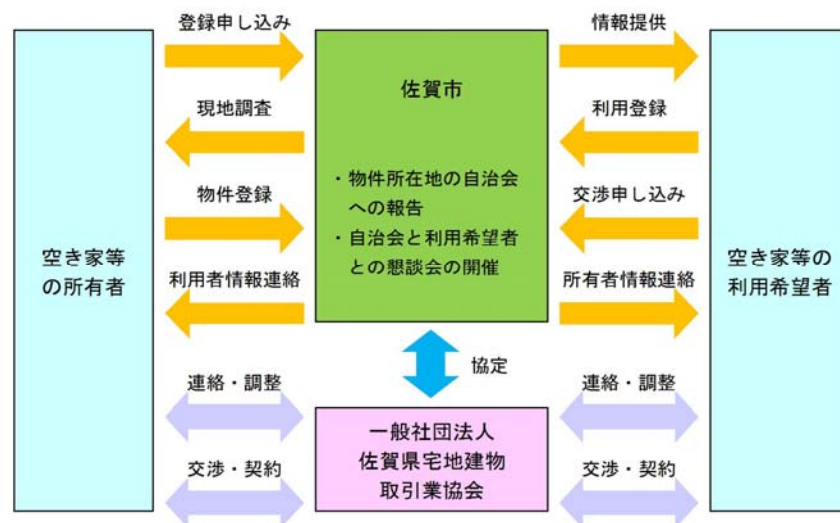 空き家等
の所有者
登録申し込み
現地調査
物件登録
利用者情報連絡
連絡・調整
交渉・契約
佐賀市
・物件所在地の自治会
への報告
・自治会と利用希望者
との懇談会の開催
協定
一般社団法人
佐賀県宅地建物
取引業協会
情報提供
利用登録
交渉申し込み
所有者情報連絡
連絡・調整
交渉・契約
空き家等の
利用希望者